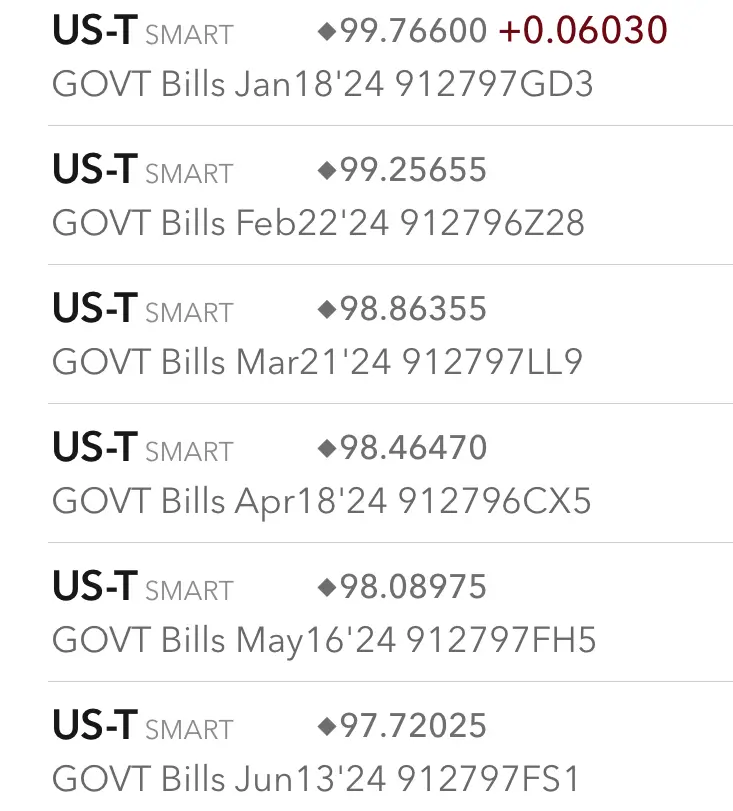 US-T SMART ◆99.76600 +0.06030
GOVT Bills Jan18'24 912797GD3
US-T SMART ◆99.25655
GOVT Bills Feb22'24 912796Z28
US-T SMART ◆98.86355
GOVT Bills Mar21'24 912797LL9
US-T SMART ◆98.46470
GOVT Bills Apr18'24 912796CX5
US-T SMART ◆98.08975
GOVT Bills May16'24 912797FH5
US-T SMART ◆97.72025
GOVT Bills Jun13'24 912797FS1